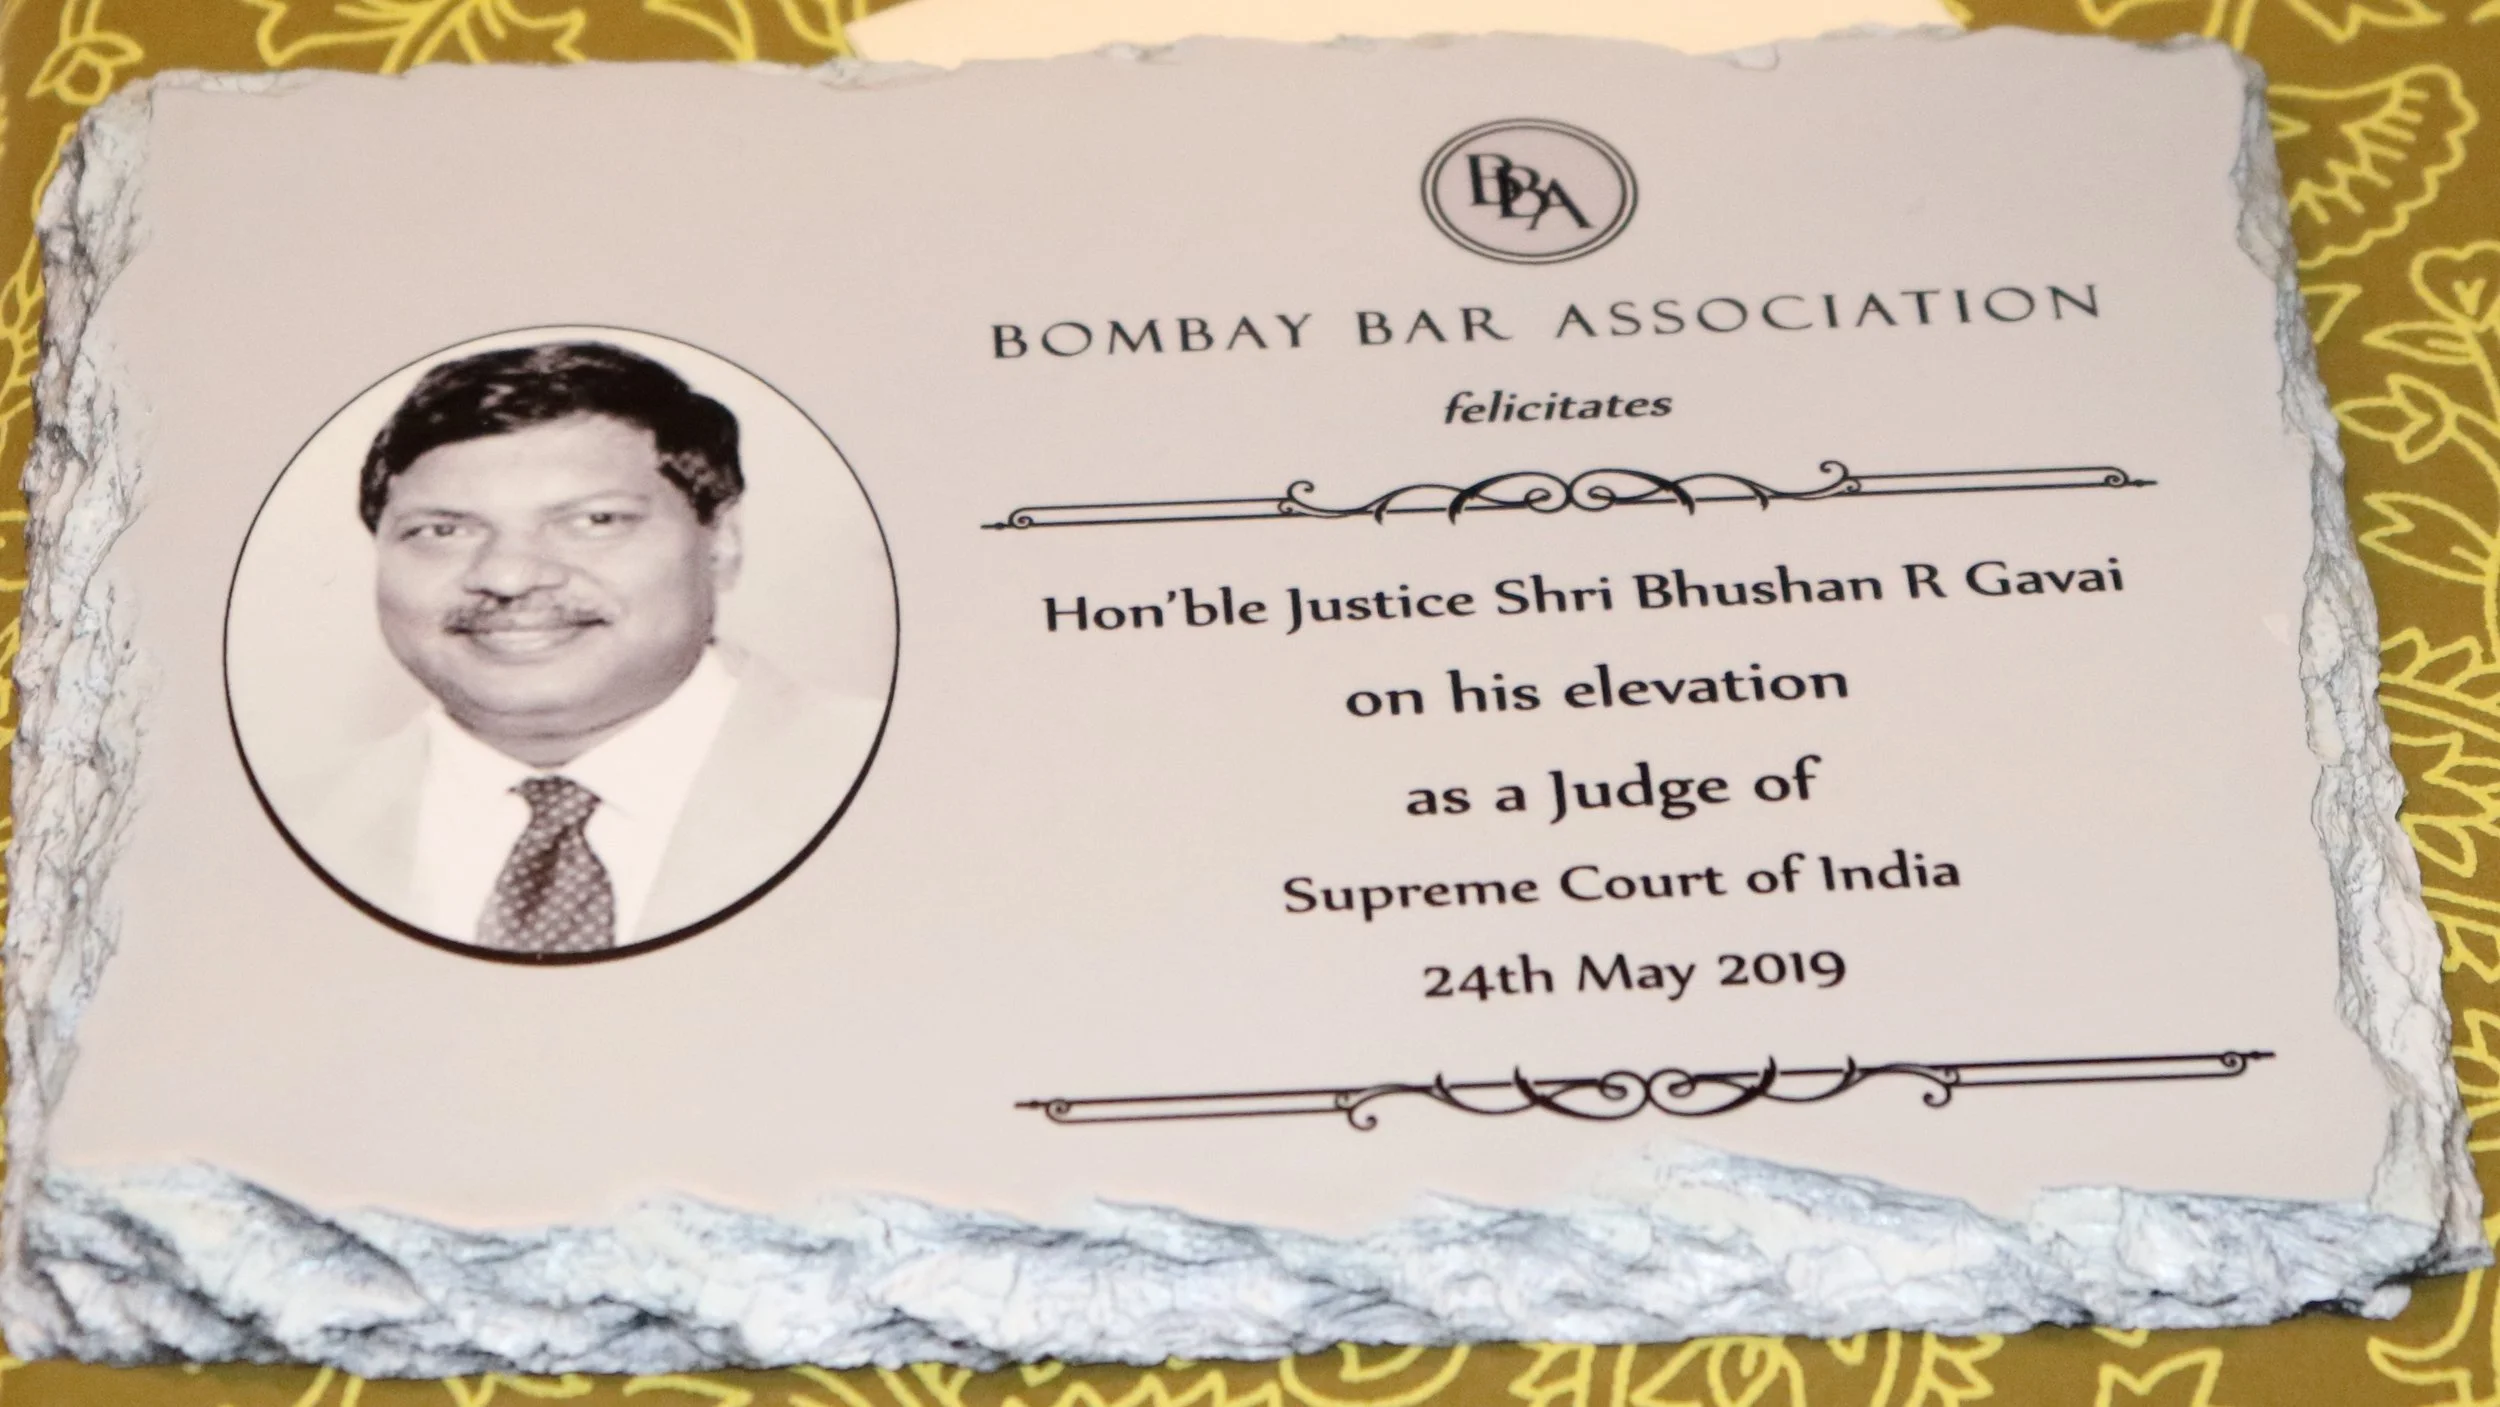 BBA
BOMBAY BAR ASSOCIATION
felicitates
Hon'ble Justice Shri Bhushan R Gavai
on his elevation
as a Judge of
Supreme Court of India
24th May 2019